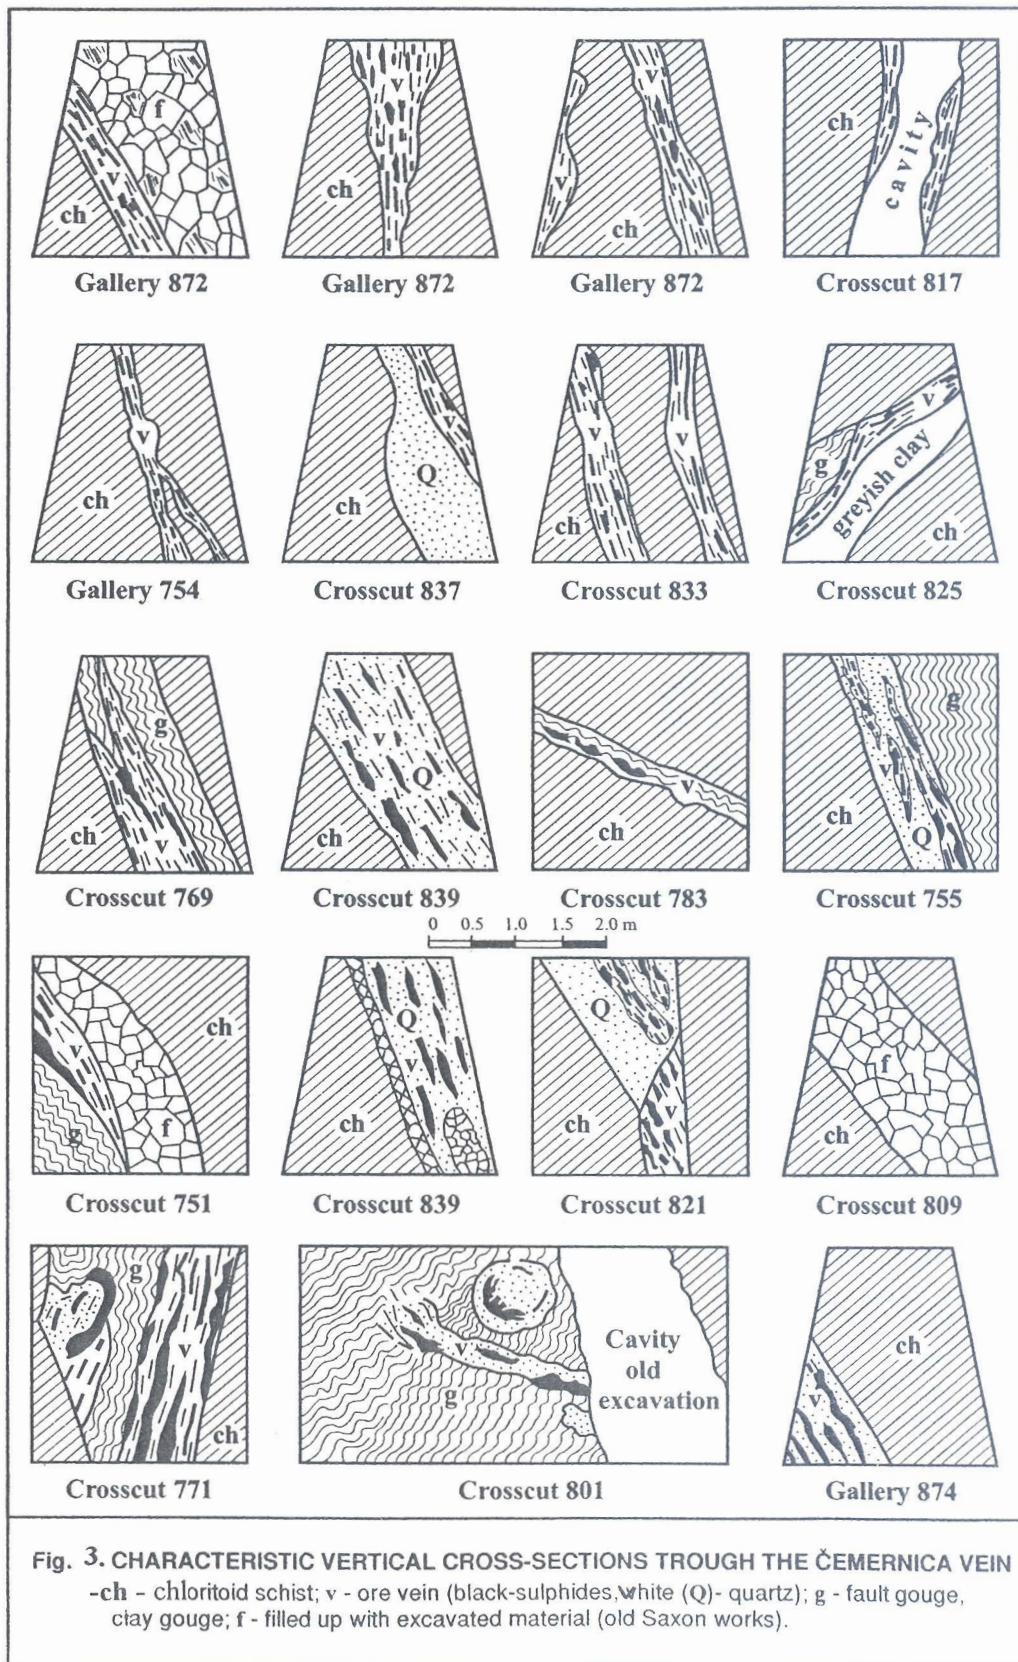 f
v
ch
Gallery 872
v
ch
Gallery 872
v
v
ch
Gallery 872
ch
cavity
Crosscut 817
v
ch
Gallery 754
v
Q
ch
Crosscut 837
v
v
ch
Crosscut 833
v
g
greyish clay
ch
Crosscut 825
g
ch
v
Crosscut 769
v
Q
ch
Crosscut 839
v
ch
Crosscut 783
g
v
ch
Q
Crosscut 755
0 0.5 1.0 1.5 2.0 m
ch
v
g
f
Crosscut 751
Q
v
ch
Crosscut 839
Q
v
ch
Crosscut 821
f
ch
Crosscut 809
g
v
ch
Crosscut 771
v
g
Cavity
old
excavation
Crosscut 801
ch
v
Gallery 874
Fig. 3. CHARACTERISTIC VERTICAL CROSS-SECTIONS TROUGH THE ČEMERNICA VEIN
-ch - chloritoid schist; v - ore vein (black-sulphides,white (Q)- quartz); g - fault gouge,
clay gouge; f - filled up with excavated material (old Saxon works).